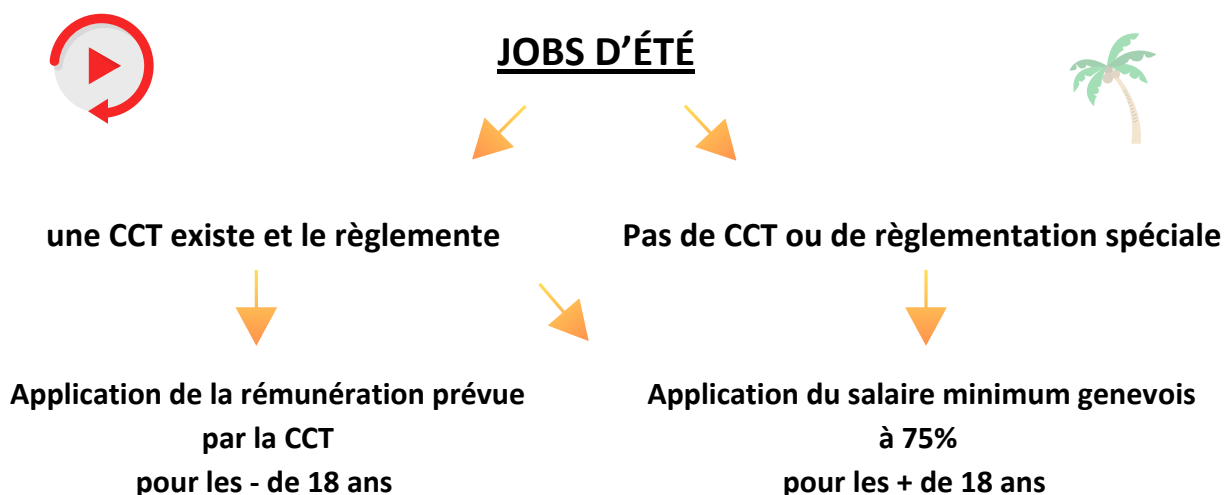 JOBS D’ÉTÉ
une CCT existe et le règlemente
Pas de CCT ou de règlementation spéciale
Application de la rémunération prévue
par la CCT
pour les - de 18 ans
Application du salaire minimum genevois
à 75%
pour les + de 18 ans